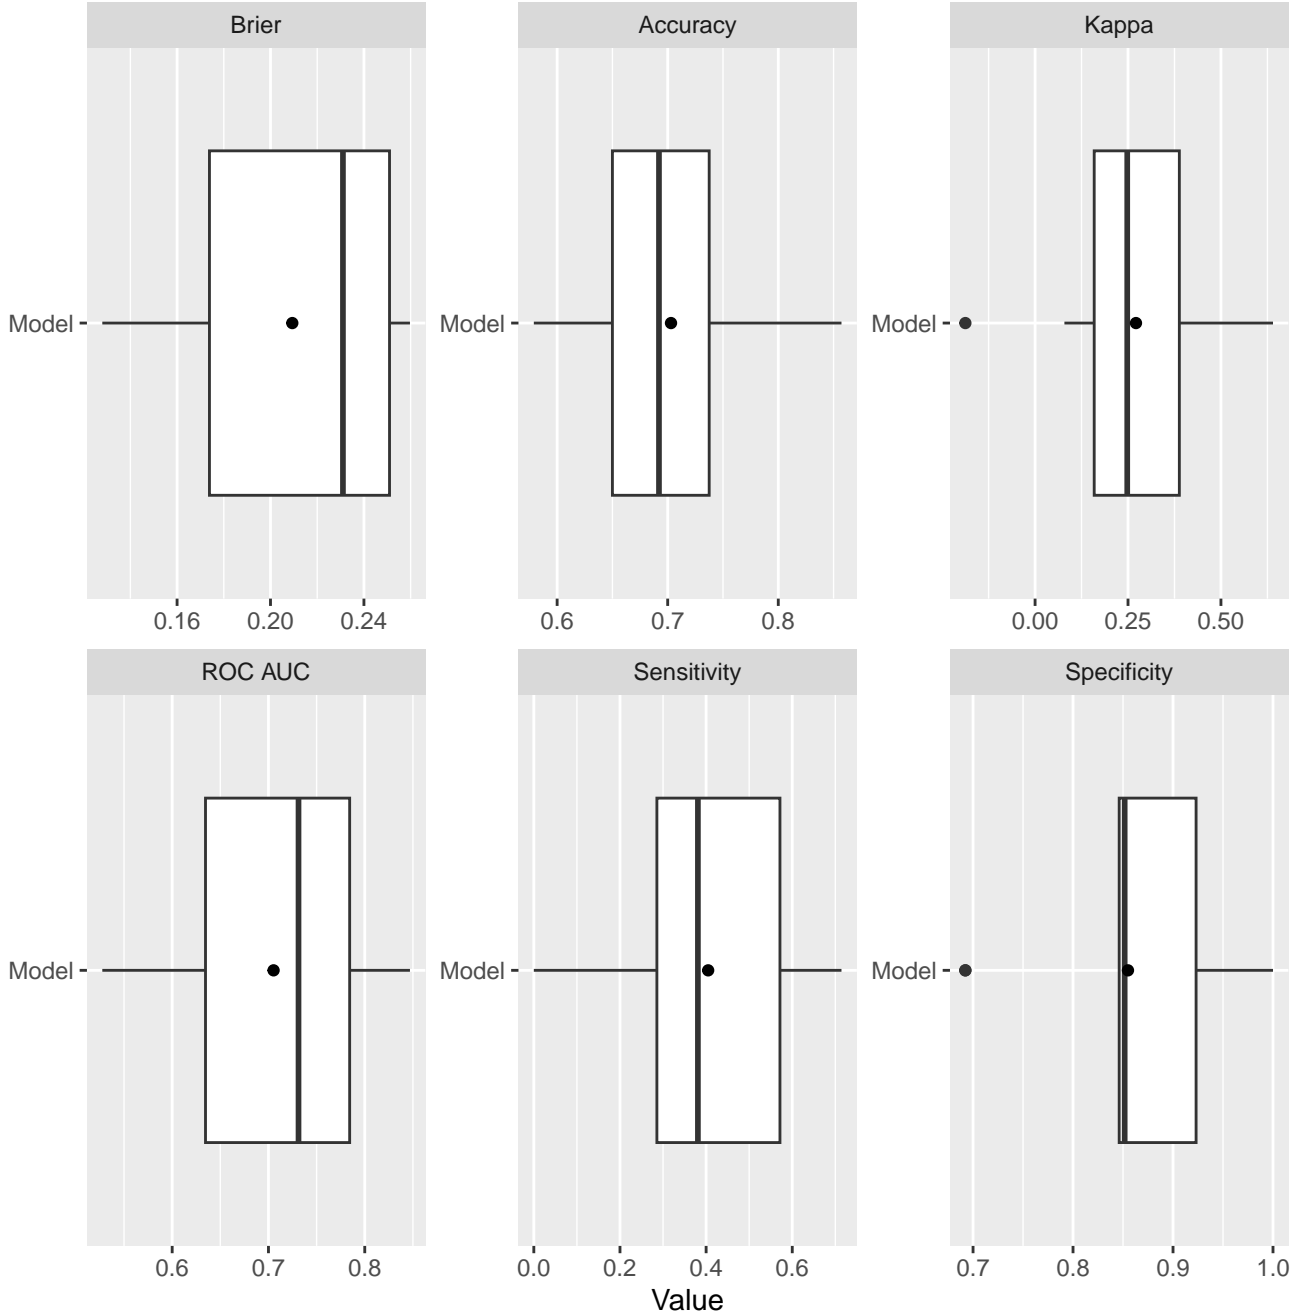 Brier Accuracy Kappa
Model Model Model
0.16 0.20 0.24 0.6 0.7 0.8 0.00 0.25 0.50
ROC AUC Sensitivity Specificity
Model Model Model
0.6 0.7 0.8 0.0 0.2 0.4 0.6 0.7 0.8 0.9 1.0
Value